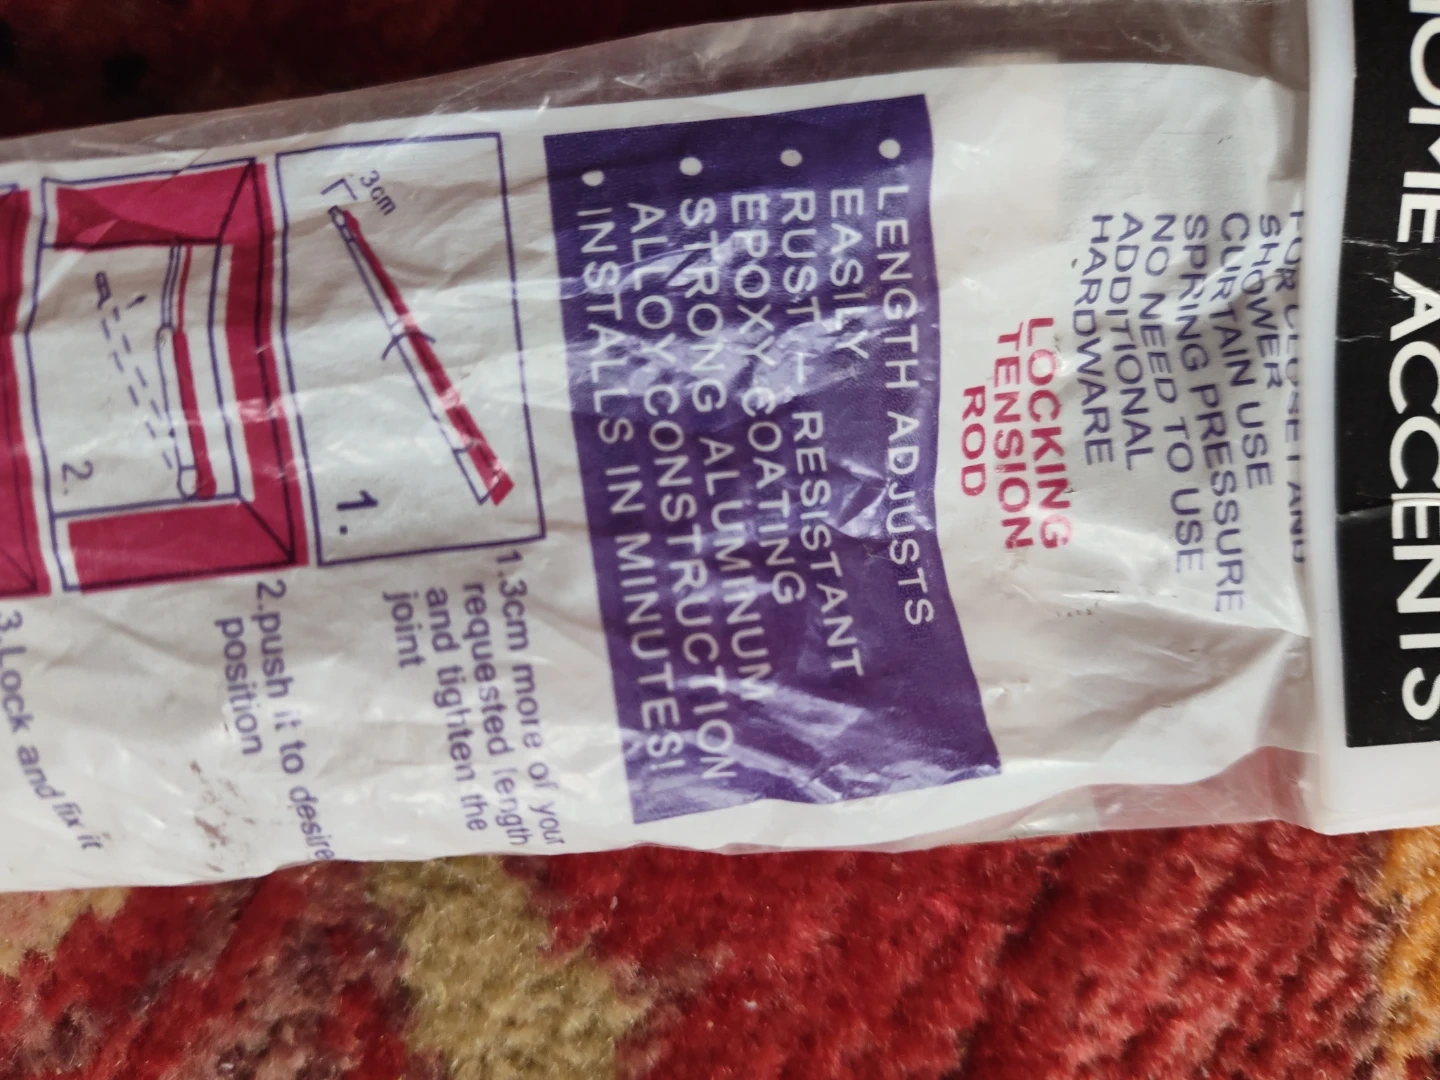 HOME ACCENTS
FOR CLOSET AND
SHOWER
CURTAIN USE
SPRING PRESSURE
NO NEED TO USE
ADDITIONAL
HARDWARE
LOCKING
TENSION
ROD
• LENGTH ADJUSTS
EASILY
• RUST - RESISTANT
EPOXY COATING
• STRONG ALUMINUM
ALLOY CONSTRUCTION
• INSTALLS IN MINUTES!
3cm
1.
1.3cm more of your
requested length
and tighten the
joint
2.
2.push it to desire
position
3.Lock and fix it